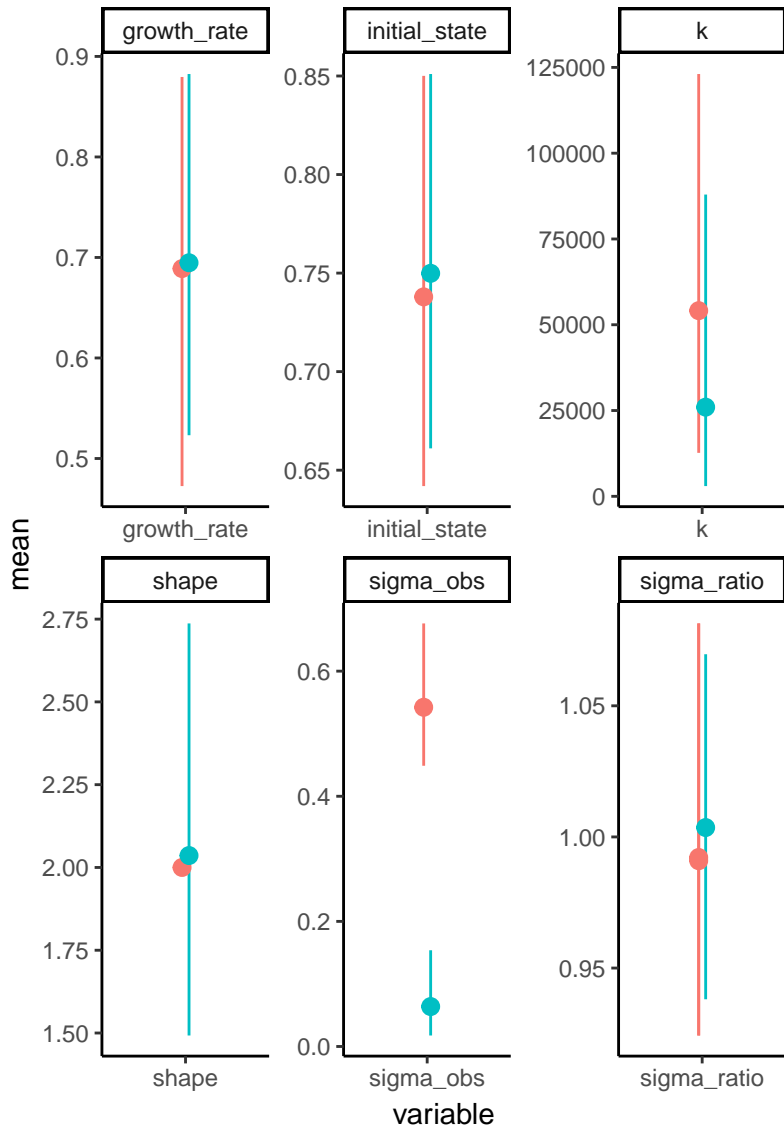 growth_rate
initial_state
k
0.9
0.8
0.7
0.6
0.5
0.85
0.80
0.75
0.70
0.65
125000
100000
75000
50000
25000
0
growth_rate
initial_state
k
mean
shape
sigma_obs
sigma_ratio
2.75
2.50
2.25
2.00
1.75
1.50
0.6
0.4
0.2
0.0
1.05
1.00
0.95
shape
sigma_obs
sigma_ratio
variable